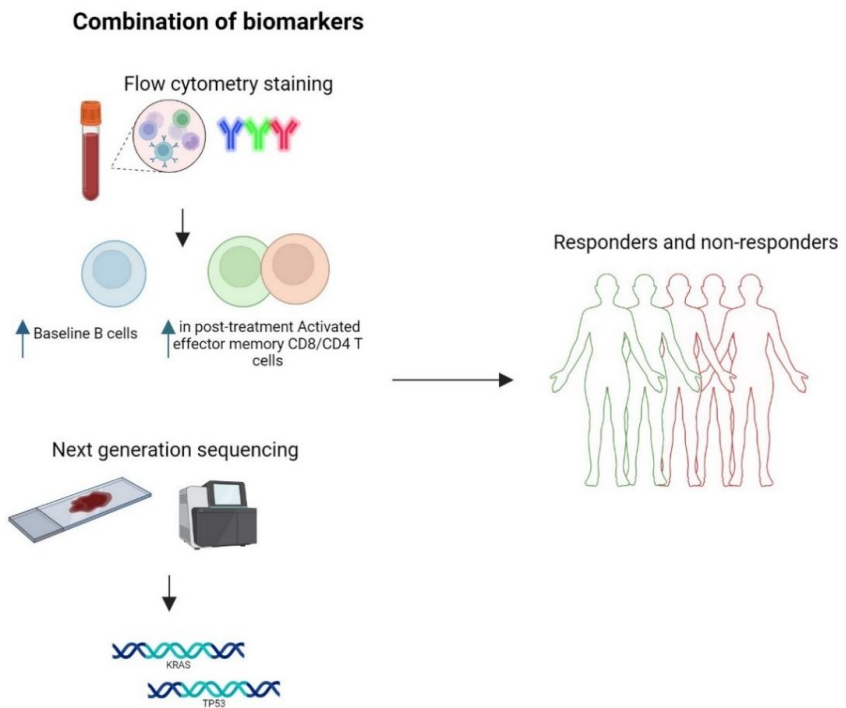 Combination of biomarkers
Flow cytometry staining
Baseline B cells
in post-treatment Activated
effector memory CD8/CD4 T
cells
Responders and non-responders
Next generation sequencing
KRAS
TP53